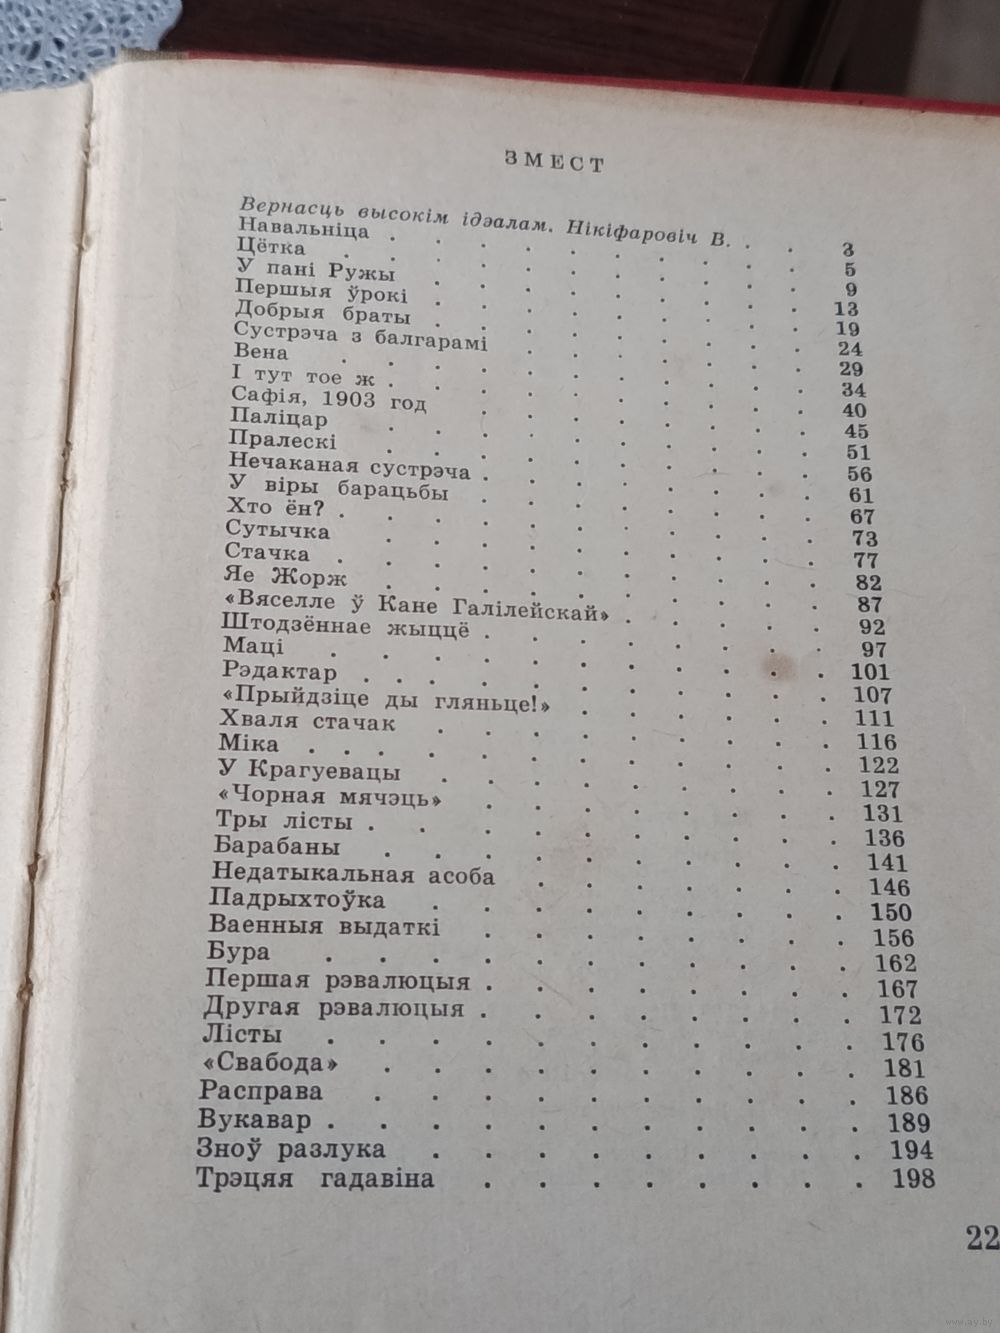 ЗМЕСТ
Вернасць высокім ідэалам. Нікіфаровіч В. . . 3
Навальніца . . . . . . . . . 5
Цётка . . . . . . . . . . 9
У пані Ружы . . . . . . . . 13
Першыя ўрокі . . . . . . . . 19
Добрыя браты . . . . . . . . 24
Сустрэча з балгарамі . . . . . . 29
Вена . . . . . . . . . . 34
І тут тое ж . . . . . . . . . 40
Сафія, 1903 год . . . . . . . 45
Паліцар . . . . . . . . . 51
Пралескі . . . . . . . . . 56
Нечаканая сустрэча . . . . . . . 61
У віры барацьбы . . . . . . . 67
Хто ён? . . . . . . . . . . 73
Сутычка . . . . . . . . . 77
Стачка . . . . . . . . . . 82
Яе Жорж . . . . . . . . . 87
«Вяселле ў Кане Галілейскай» . . . . . 92
Штодзённае жыццё . . . . . . . 97
Маці . . . . . . . . . . 101
Рэдактар . . . . . . . . . . 107
«Прыйдзіце ды гляньце!» . . . . . . 111
Хваля стачак . . . . . . . . 116
Міка . . . . . . . . . . . 122
У Крагуевацы . . . . . . . . 127
«Чорная мячэць» . . . . . . . 131
Тры лісты . . . . . . . . . 136
Барабаны . . . . . . . . . 141
Недатыкальная асоба . . . . . . 146
Падрыхтоўка . . . . . . . . 150
Ваенныя выдаткі . . . . . . . 156
Бура . . . . . . . . . . 162
Першая рэвалюцыя . . . . . . . 167
Другая рэвалюцыя . . . . . . . 172
Лісты . . . . . . . . . . 176
«Свабода» . . . . . . . . . 181
Расправа . . . . . . . . . 186
Вукавар . . . . . . . . . . 189
Зноў разлука . . . . . . . . 194
Трэцяя гадавіна . . . . . . . 198
www.ay.by